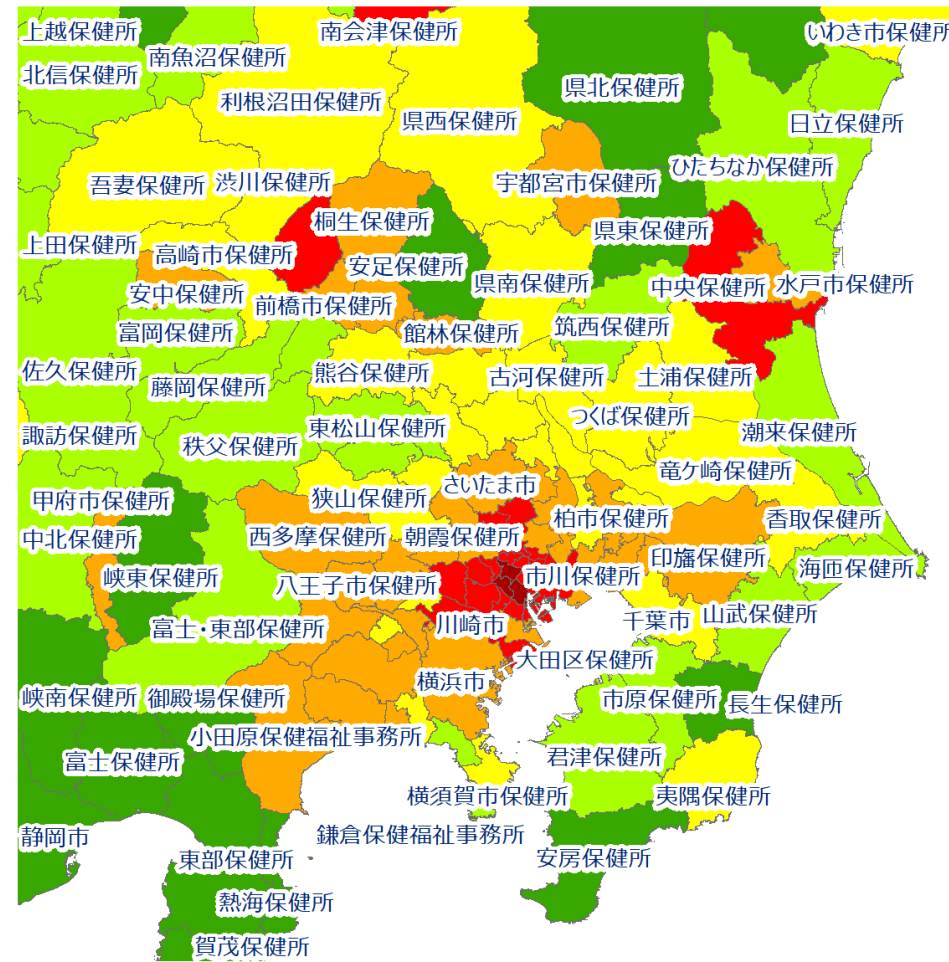 上越保健所
南会津保健所
いわき市保健所
南魚沼保健所
北信保健所
県北保健所
利根沼田保健所
県西保健所
日立保健所
ひたちなか保健所
吾妻保健所
渋川保健所
宇都宮市保健所
桐生保健所
県東保健所
上田保健所
高崎市保健所
安足保健所
県南保健所
中央保健所
水戸市保健所
安中保健所
前橋市保健所
富岡保健所
館林保健所
筑西保健所
佐久保健所
藤岡保健所
熊谷保健所
古河保健所
土浦保健所
つくば保健所
諏訪保健所
秩父保健所
東松山保健所
潮来保健所
竜ケ崎保健所
さいたま市
甲府市保健所
狭山保健所
柏市保健所
香取保健所
中北保健所
西多摩保健所
朝霞保健所
印旛保健所
海匝保健所
峡東保健所
八王子市保健所
市川保健所
富士・東部保健所
川崎市
千葉市
山武保健所
大田区保健所
横浜市
峡南保健所
御殿場保健所
市原保健所
長生保健所
小田原保健福祉事務所
富士保健所
君津保健所
横須賀市保健所
夷隅保健所
静岡市
鎌倉保健福祉事務所
東部保健所
安房保健所
熱海保健所
賀茂保健所